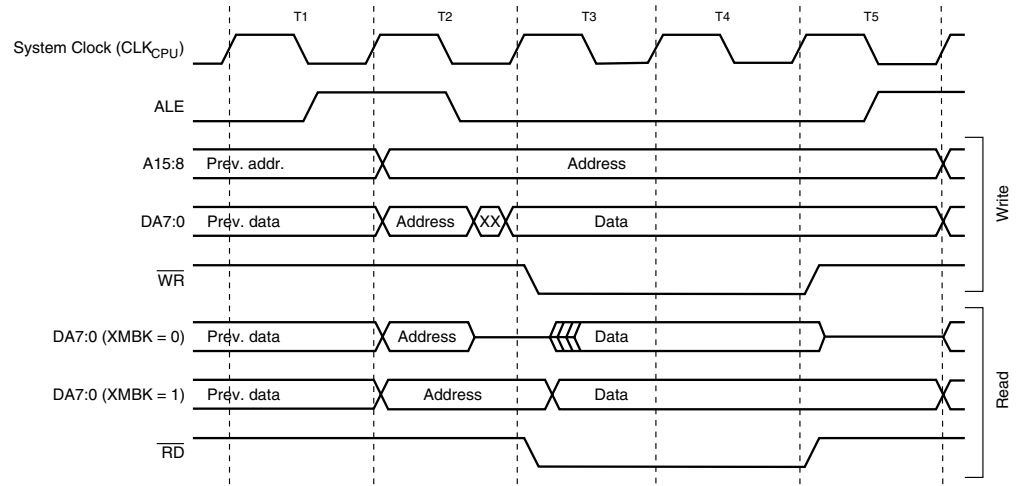 T1 T2 T3 T4 T5
System Clock (CLKCPU)
ALE
A15:8 Prev. addr. Address
DA7:0 Prev. data Address XX Data
WR
Write
DA7:0 (XMBK = 0) Prev. data Address Data
DA7:0 (XMBK = 1) Prev. data Address Data
RD
Read